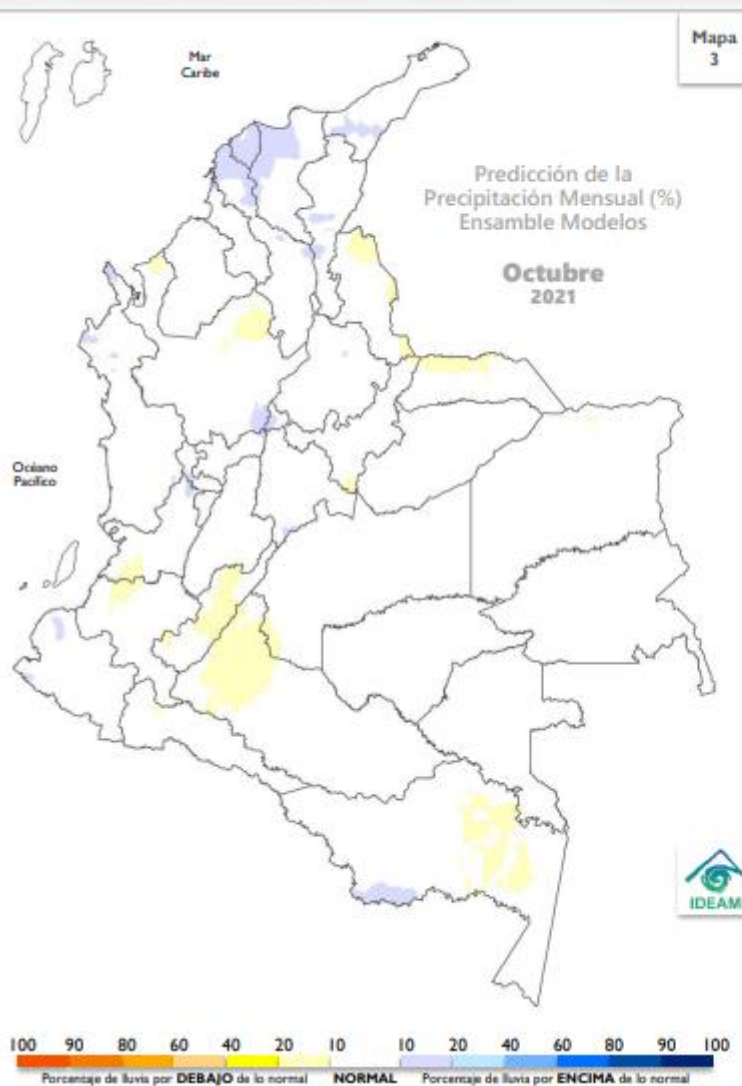 Mapa
3
Mar
Caribe
Predicción de la
Precipitación Mensual (%)
Ensamble Modelos
Octubre
2021
Océano
Pacífico
IDEAM
100 90 80 60 40 20 10 10 20 40 60 80 90 100
Porcentaje de lluvia por DEBAJO de lo normal NORMAL Porcentaje de lluvia por ENCIMA de lo normal